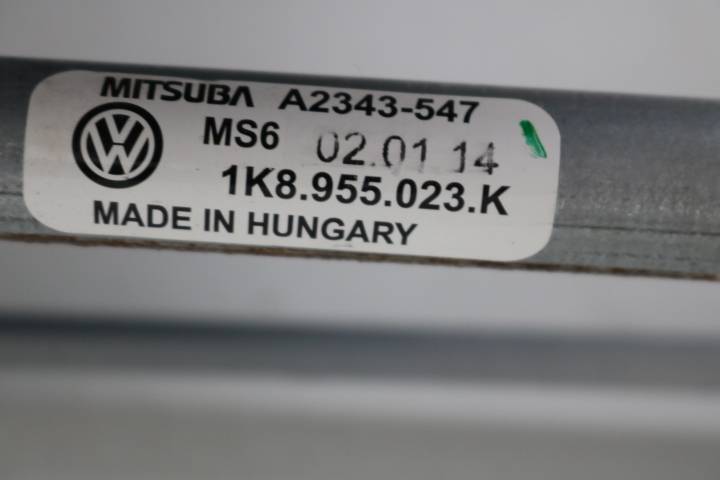 MITSUBA A2343-547
MS6 02.01 14
1K8.955.023.K
MADE IN HUNGARY